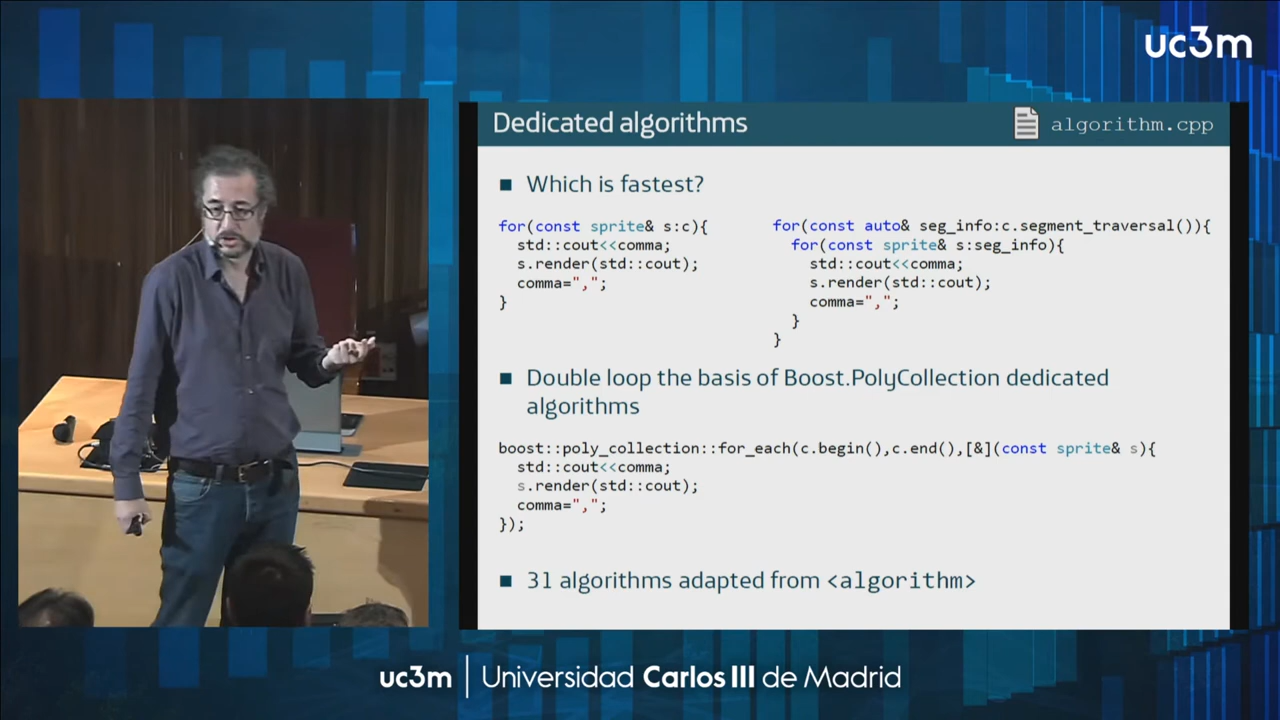 uc3m
Dedicated algorithms
algorithm.cpp
■ Which is fastest?
for(const sprite& s:c){
  std::cout<<comma;
  s.render(std::cout);
  comma=",";
}
for(const auto& seg_info:c.segment_traversal()){
  for(const sprite& s:seg_info){
    std::cout<<comma;
    s.render(std::cout);
    comma=",";
  }
}
■ Double loop the basis of Boost.PolyCollection dedicated
algorithms
boost::poly_collection::for_each(c.begin(),c.end(),[&](const sprite& s){
  std::cout<<comma;
  s.render(std::cout);
  comma=",";
});
■ 31 algorithms adapted from <algorithm>
uc3m | Universidad Carlos III de Madrid